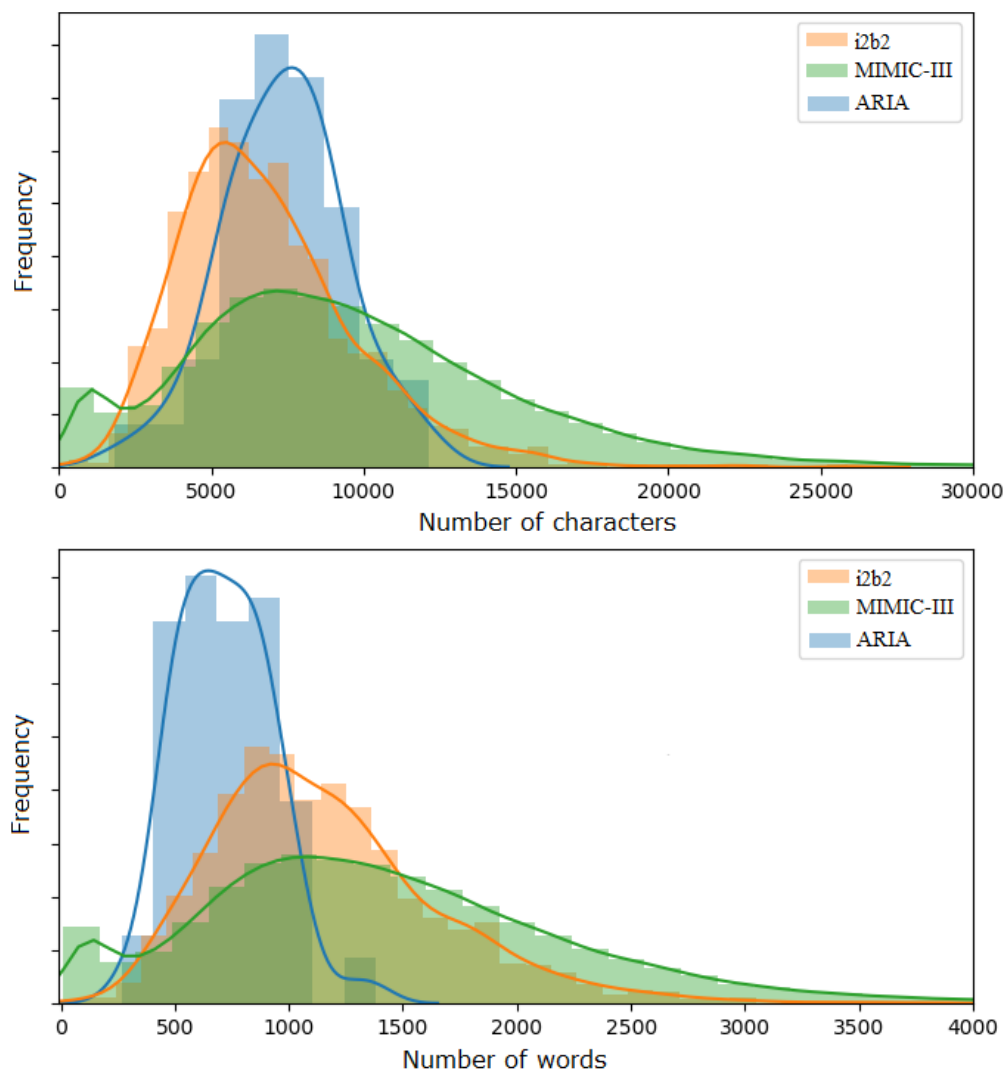 i2b2
MIMIC-III
ARIA
Frequency
0 5000 10000 15000 20000 25000 30000
Number of characters
i2b2
MIMIC-III
ARIA
Frequency
0 500 1000 1500 2000 2500 3000 3500 4000
Number of words